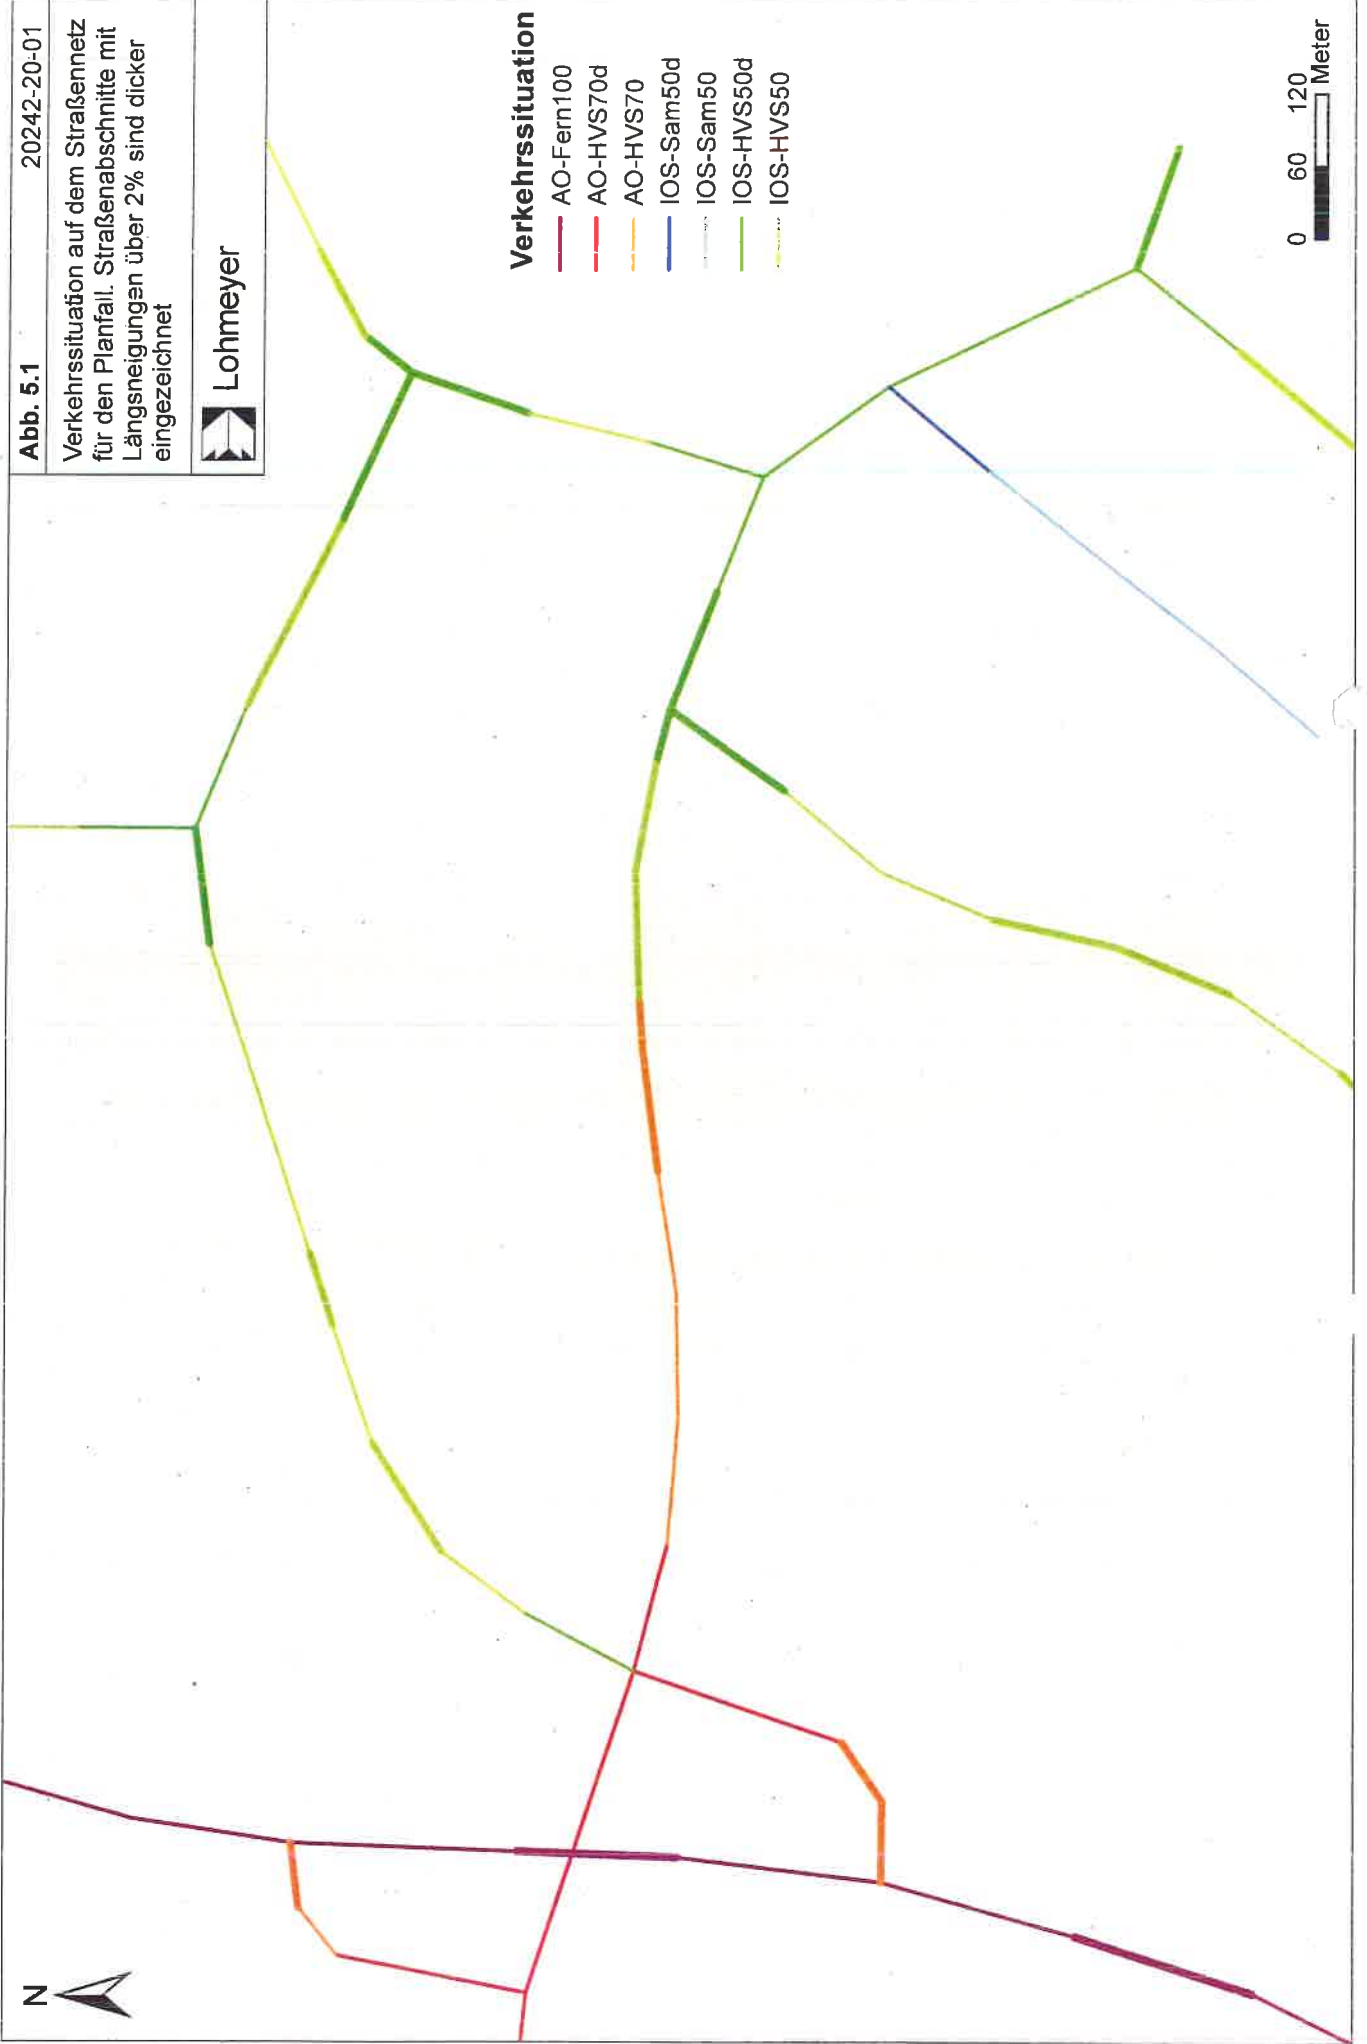 Abb. 5.1 20242-20-01
Verkehrssituation auf dem Straßennetz
für den Planfall. Straßenabschnitte mit
Längsneigungen über 2% sind dicker
eingezeichnet
Lohmeyer
Verkehrssituation
AO-Fern100
AO-HVS70d
AO-HVS70
IOS-Sam50d
IOS-Sam50
IOS-HVS50d
IOS-HVS50
0 60 120
Meter
N